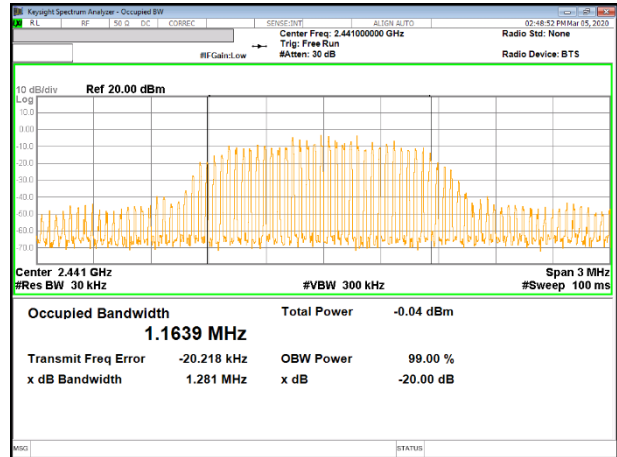 Keysight Spectrum Analyzer - Occupied BW
RL RF 50 Ω DC CORREC SENSE:INT ALIGN AUTO 02:48:52 PM Mar 05, 2020
Center Freq: 2.441000000 GHz Radio Std: None
Trig: Free Run
#IFGain:Low #Atten: 30 dB Radio Device: BTS
10 dB/div Ref 20.00 dBm
Log
10.0
0.00
-10.0
-20.0
-30.0
-40.0
-50.0
-60.0
-70.0
Center 2.441 GHz Span 3 MHz
#Res BW 30 kHz #VBW 300 kHz #Sweep 100 ms
Occupied Bandwidth Total Power -0.04 dBm
1.1639 MHz
Transmit Freq Error -20.218 kHz OBW Power 99.00 %
x dB Bandwidth 1.281 MHz x dB -20.00 dB
MSG STATUS